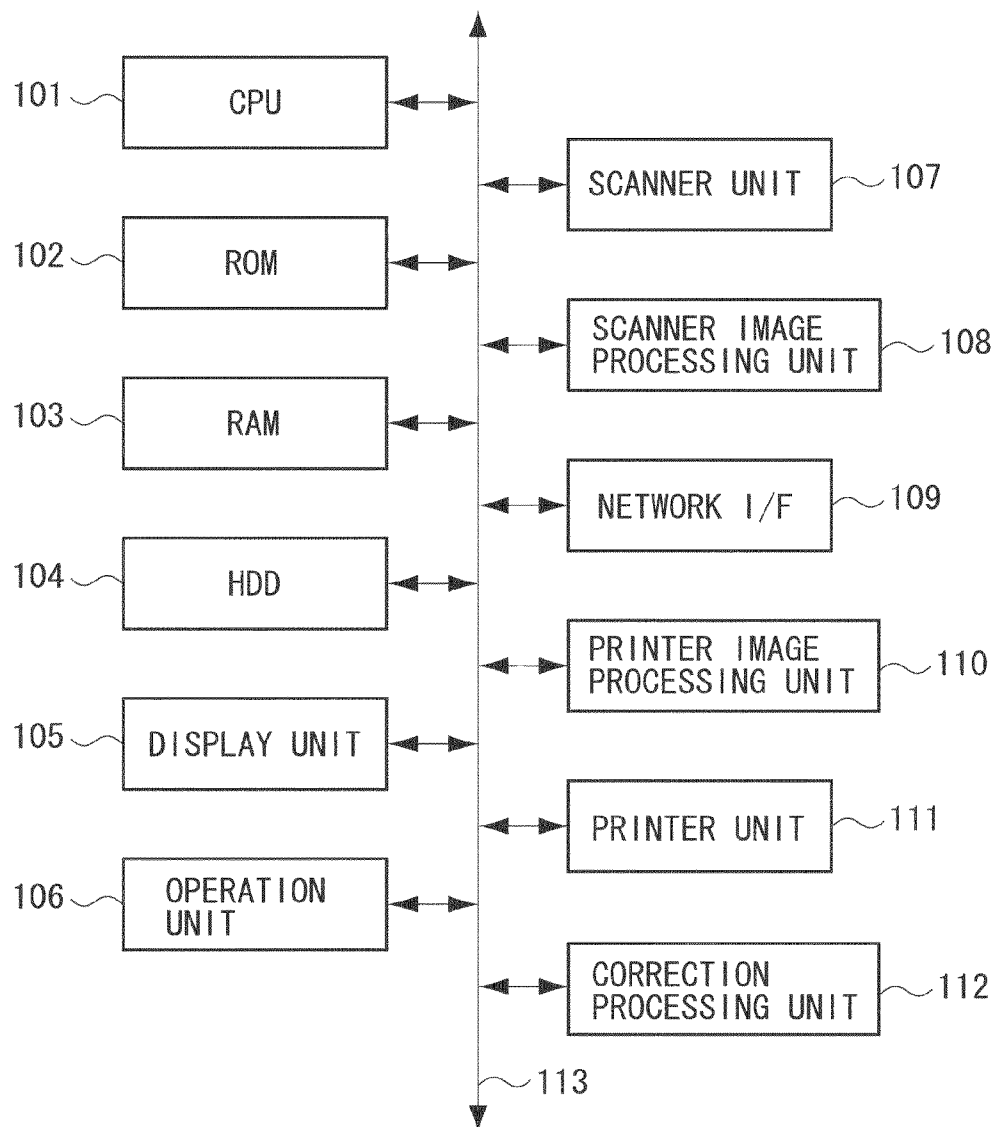 101
CPU
SCANNER UNIT
107
102
ROM
SCANNER IMAGE
PROCESSING UNIT
108
103
RAM
NETWORK I/F
109
104
HDD
PRINTER IMAGE
PROCESSING UNIT
110
105
DISPLAY UNIT
PRINTER UNIT
111
106
OPERATION
UNIT
CORRECTION
PROCESSING UNIT
112
113